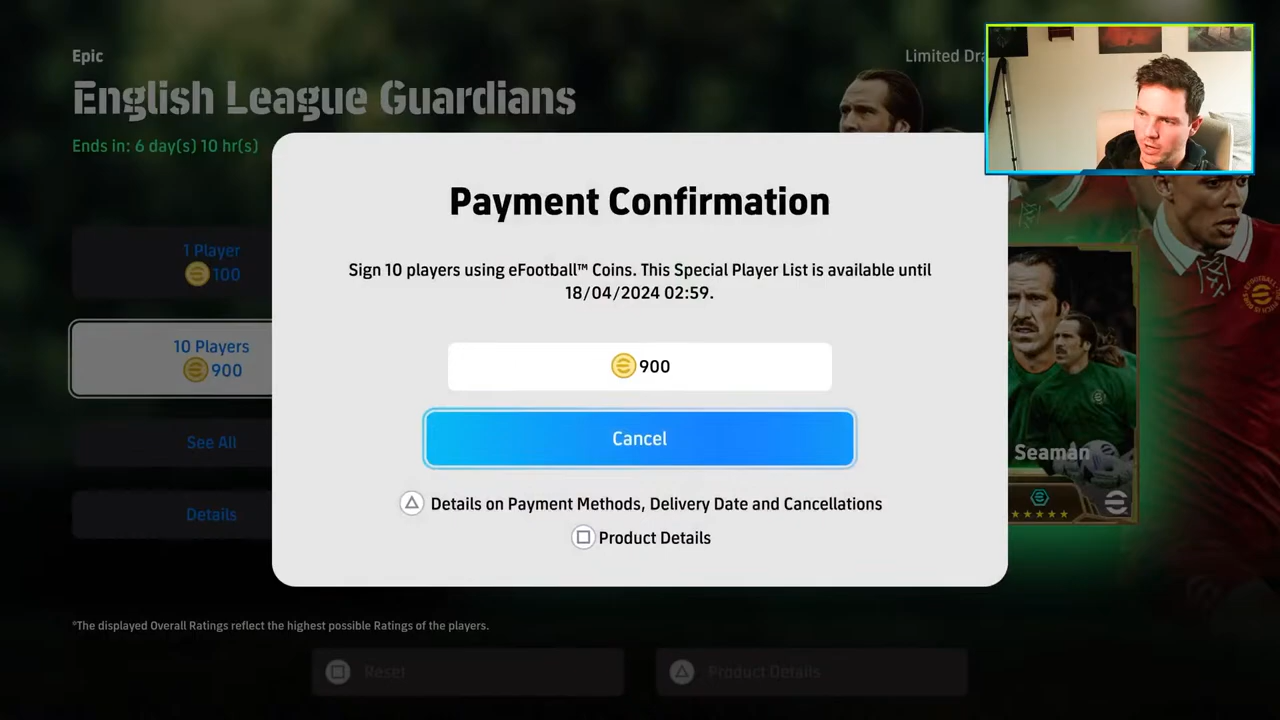 Epic
Limited Dra
English League Guardians
Ends in: 6 day(s) 10 hr(s)
Payment Confirmation
Sign 10 players using eFootball™ Coins. This Special Player List is available until
18/04/2024 02:59.
1 Player
100
10 Players
900
900
See All
Cancel
Seaman
Details
Details on Payment Methods, Delivery Date and Cancellations
Product Details
*The displayed Overall Ratings reflect the highest possible Ratings of the players.
Reset
Product Details